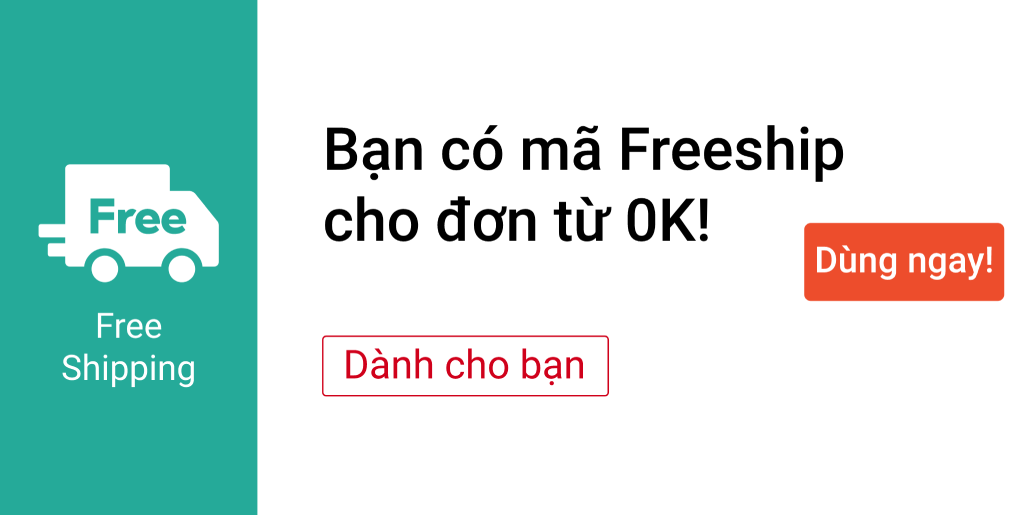 Free
Free
Shipping
Bạn có mã Freeship
cho đơn từ 0K!
Dùng ngay!
Dành cho bạn